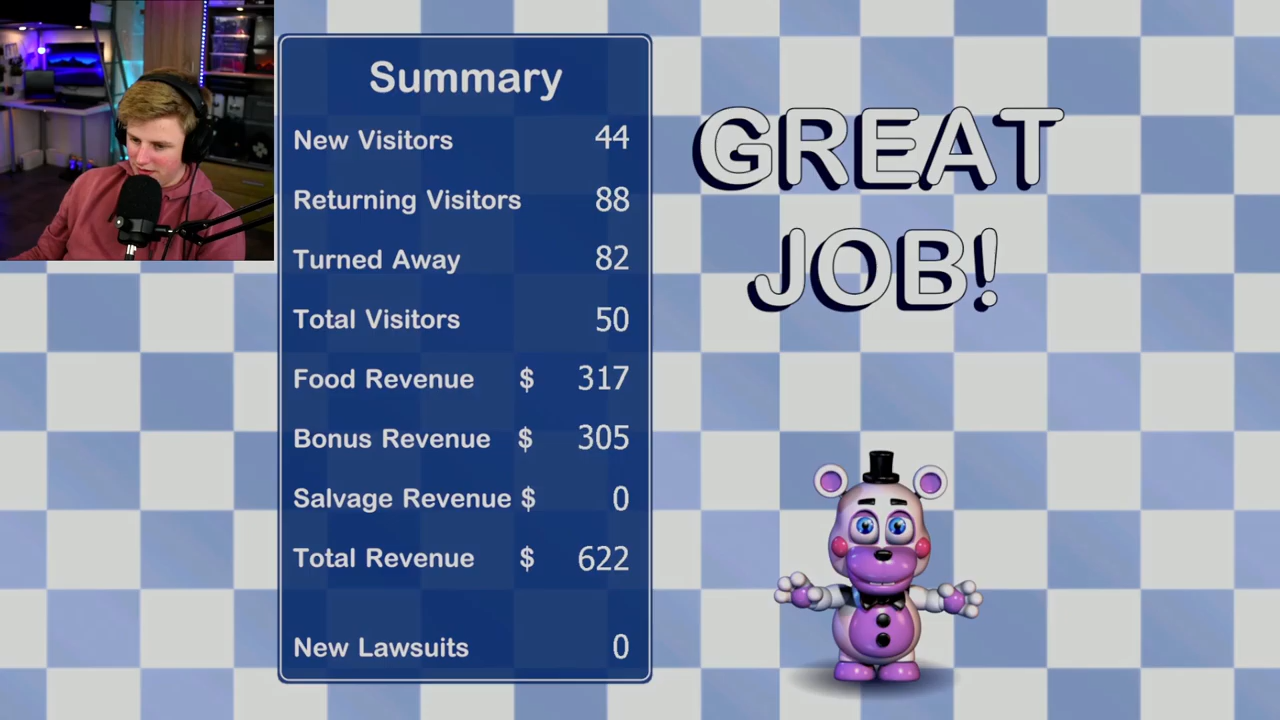 Summary
New Visitors 44
Returning Visitors 88
Turned Away 82
Total Visitors 50
Food Revenue $ 317
Bonus Revenue $ 305
Salvage Revenue $ 0
Total Revenue $ 622
New Lawsuits 0
GREAT
JOB!